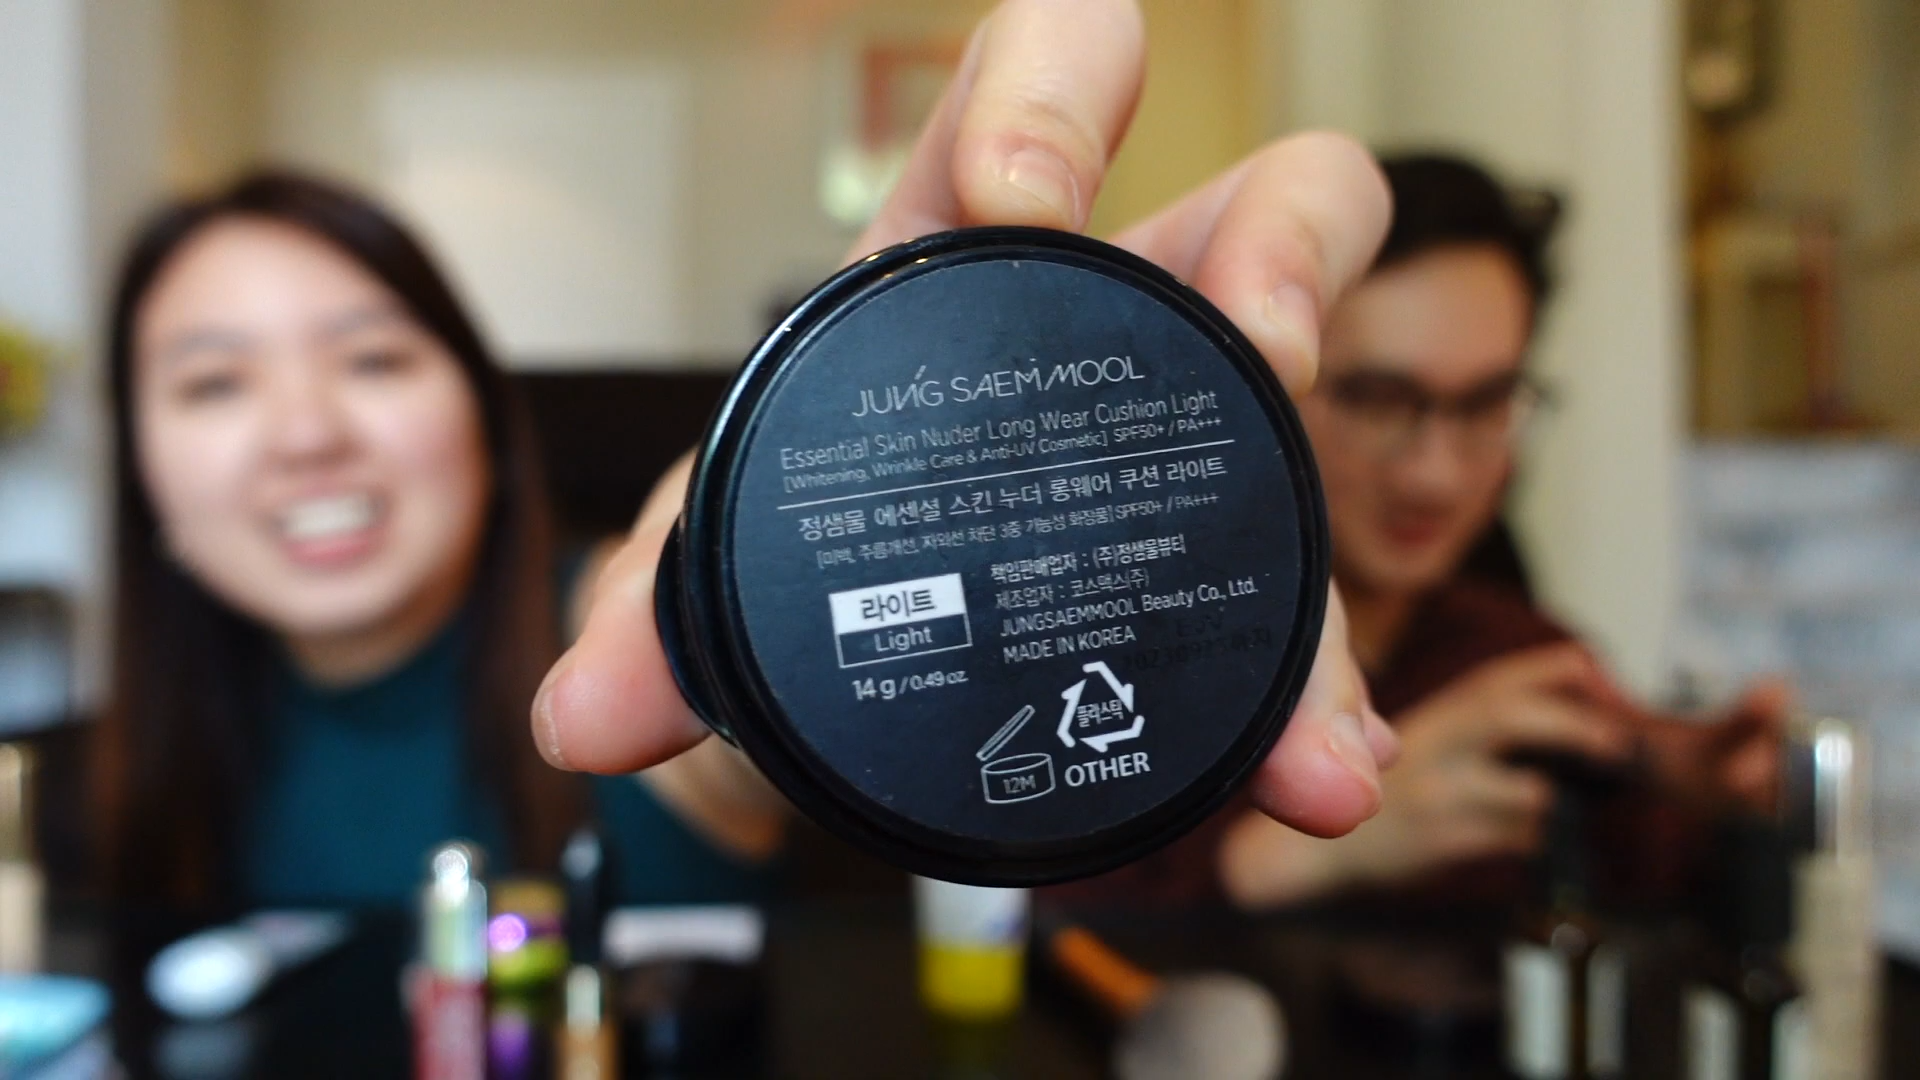 JUNG SAEM MOOL
Essential Skin Nuder Long Wear Cushion Light
[Whitening, Wrinkle Care & Anti-UV Cosmetic] SPF50+ / PA+++
정샘물 에센셜 스킨 누더 롱웨어 쿠션 라이트
[미백, 주름개선, 자외선 차단 3중 기능성 화장품] SPF50+ / PA+++
라이트
Light
14 g / 0.49 oz
책임판매업자 : (주)정샘물뷰티
제조업자 : 코스맥스(주)
JUNGSAEMMOOL Beauty Co., Ltd.
MADE IN KOREA
플라스틱
OTHER
12M